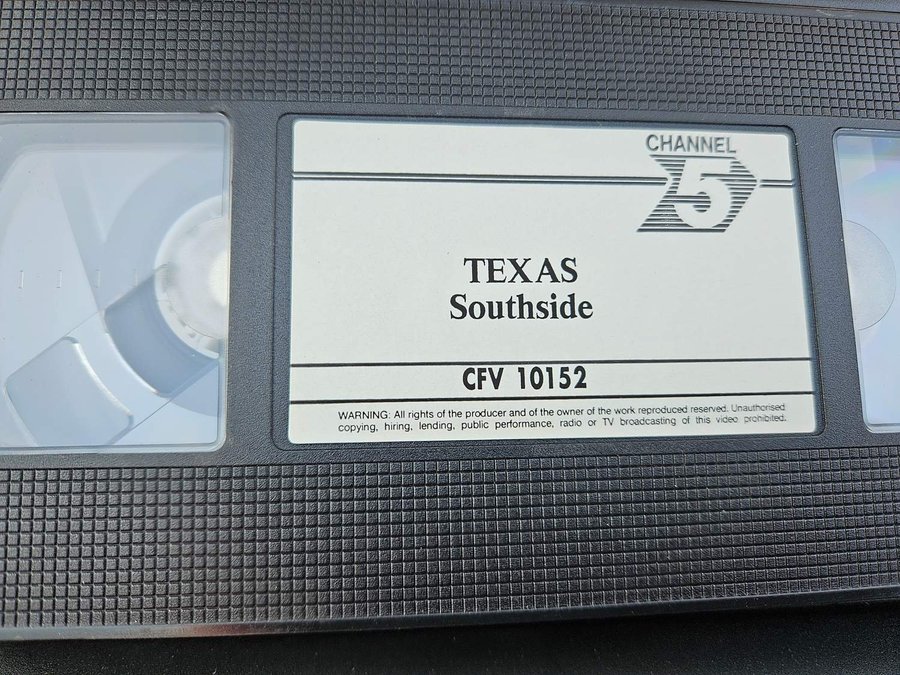 CHANNEL
5
TEXAS
Southside
CFV 10152
WARNING: All rights of the producer and of the owner of the work reproduced reserved. Unauthorised
copying, hiring, lending, public performance, radio or TV broadcasting of this video prohibited.